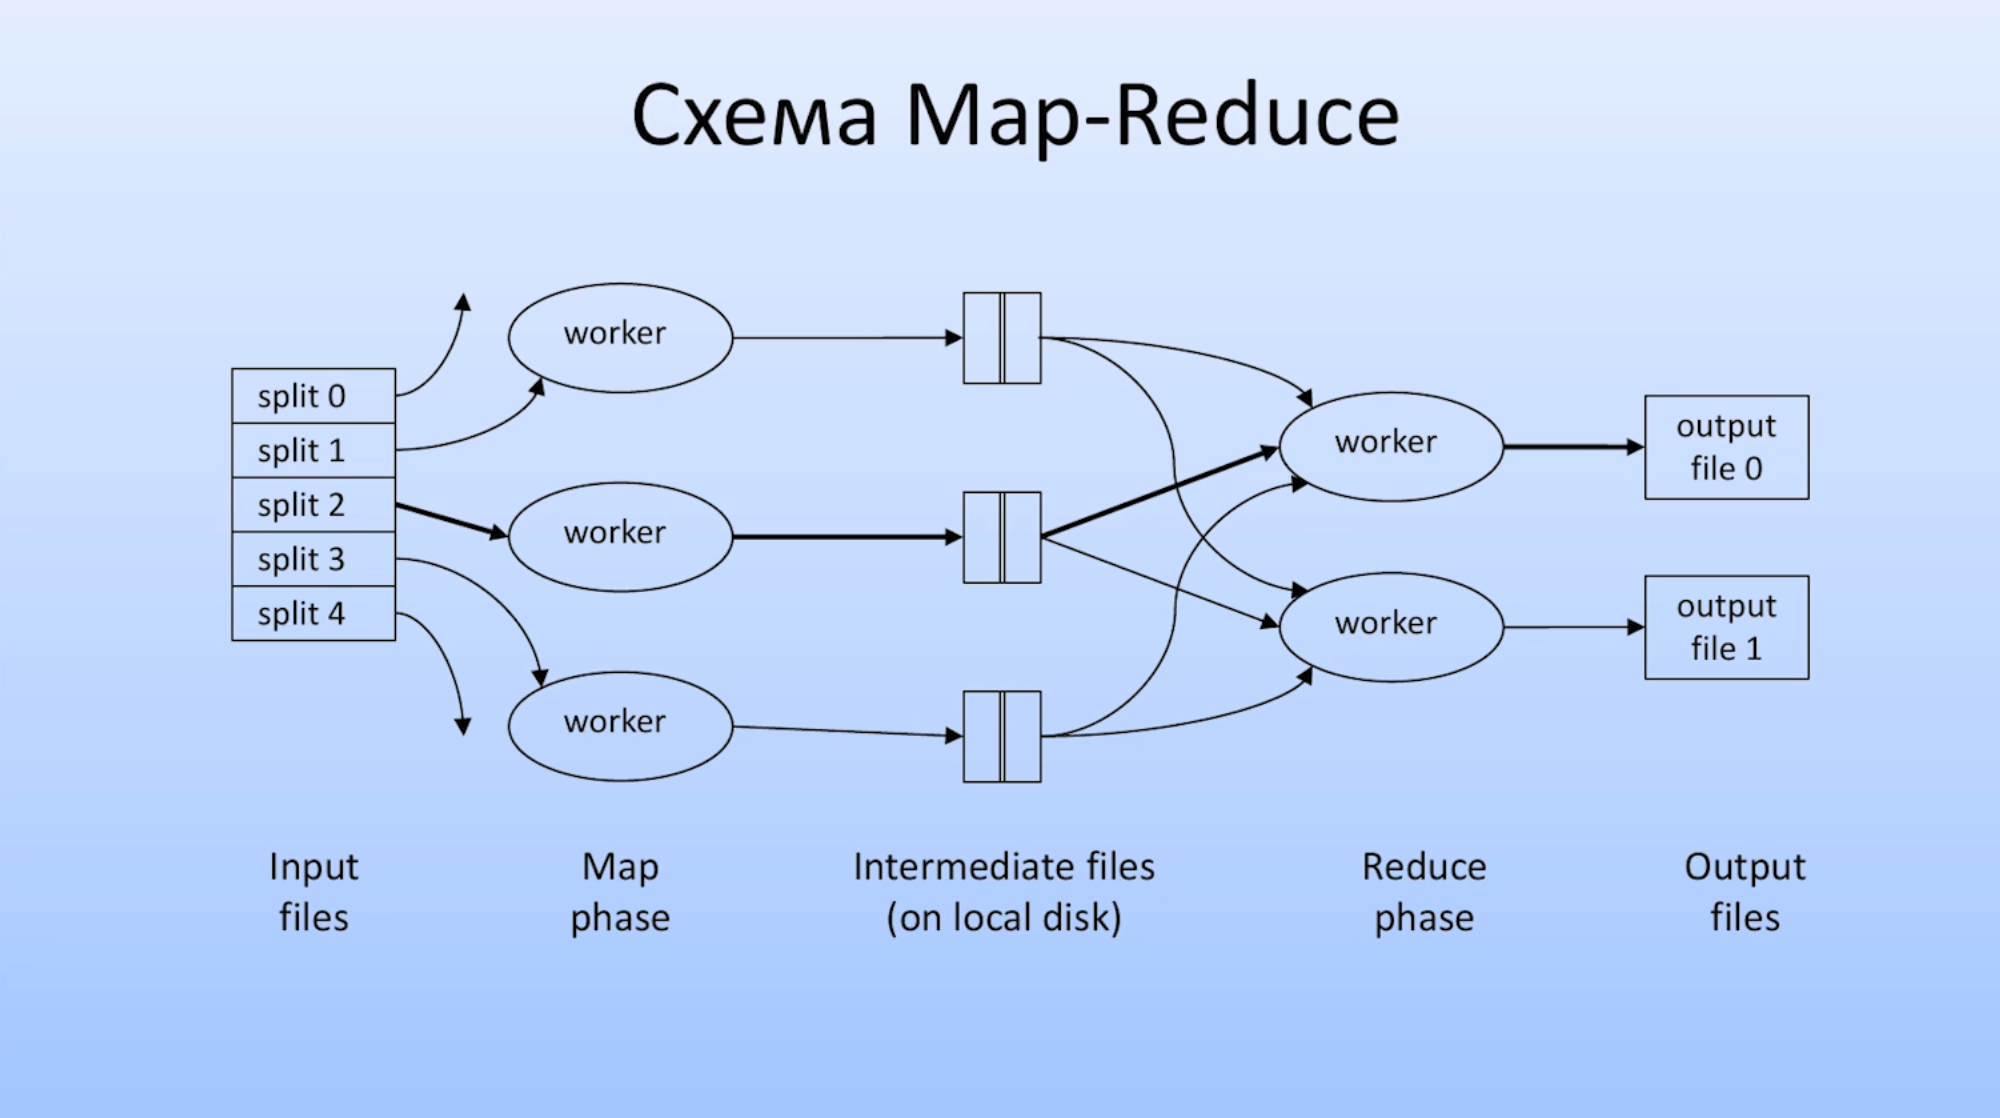 Схема Map-Reduce
split 0
split 1
split 2
split 3
split 4
worker
worker
worker
worker
worker
output
file 0
output
file 1
Input
files
Map
phase
Intermediate files
(on local disk)
Reduce
phase
Output
files